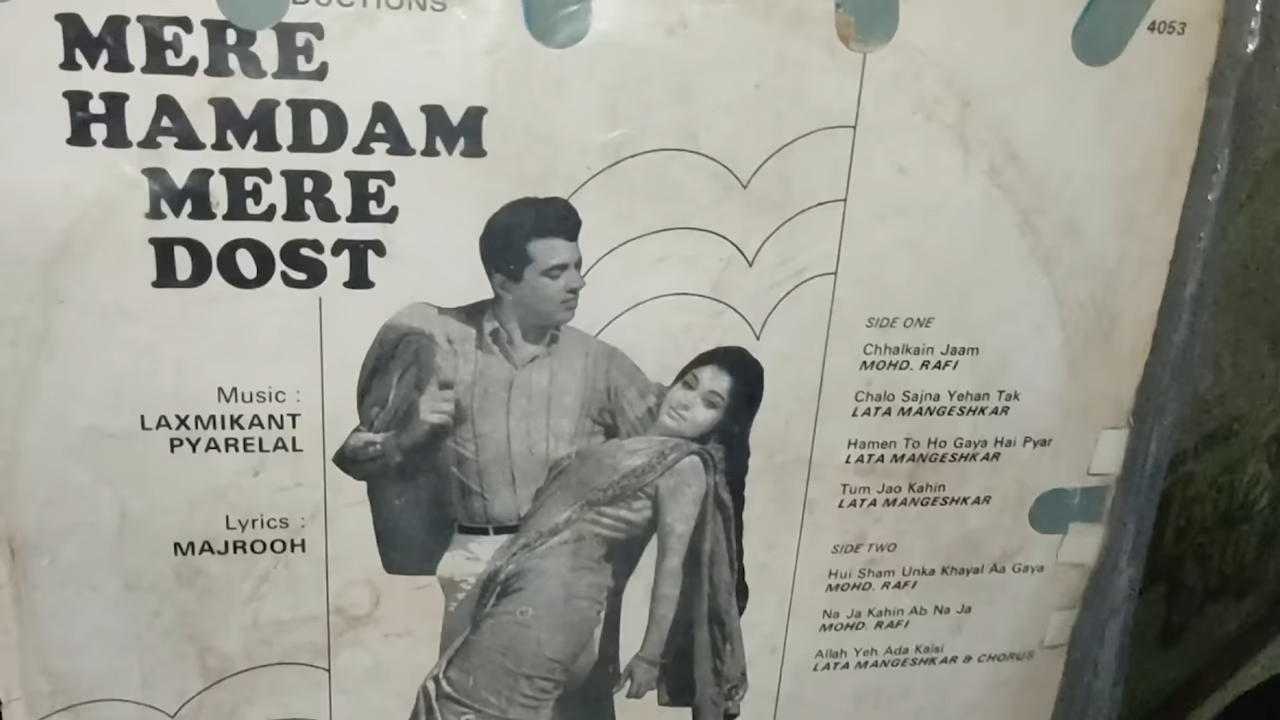 4053
MERE
HAMDAM
MERE
DOST
Music :
LAXMIKANT
PYARELAL
Lyrics :
MAJROOH
SIDE ONE
Chhalkain Jaam
MOHD. RAFI
Chalo Sajna Yehan Tak
LATA MANGESHKAR
Hamen To Ho Gaya Hai Pyar
LATA MANGESHKAR
Tum Jao Kahin
LATA MANGESHKAR
SIDE TWO
Hui Sham Unka Khayal Aa Gaya
MOHD. RAFI
Na Ja Kahin Ab Na Ja
MOHD. RAFI
Allah Yeh Ada Kaisi
LATA MANGESHKAR & CHORUS